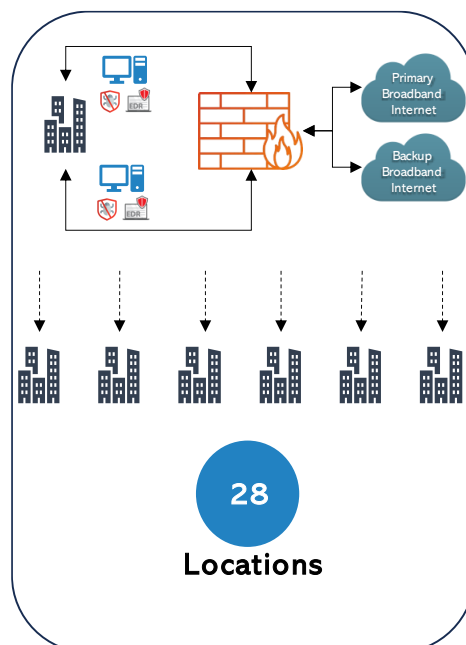 Primary
Broadband
Internet
EDR
Backup
Broadband
Internet
EDR
28
Locations